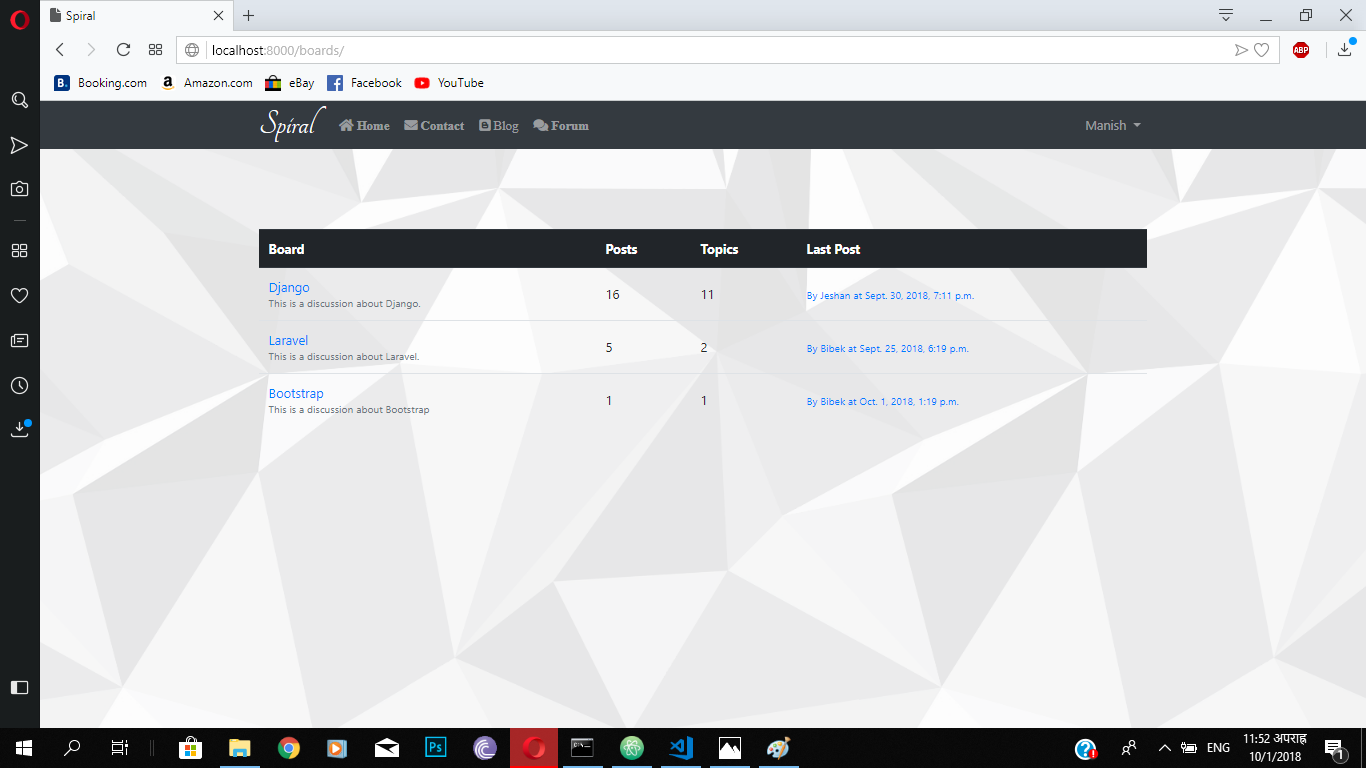 Spiral
localhost:8000/boards/
ABP
B. Booking.com
a Amazon.com
eBay
Facebook
YouTube
Spiral Home Contact Blog Forum Manish
Board Posts Topics Last Post
Django 16 11 By Jeshan at Sept. 30, 2018, 7:11 p.m.
This is a discussion about Django.
Laravel 5 2 By Bibek at Sept. 25, 2018, 6:19 p.m.
This is a discussion about Laravel.
Bootstrap 1 1 By Bibek at Oct. 1, 2018, 1:19 p.m.
This is a discussion about Bootstrap
Ps
ENG
11:52 अपराह्न
10/1/2018
1